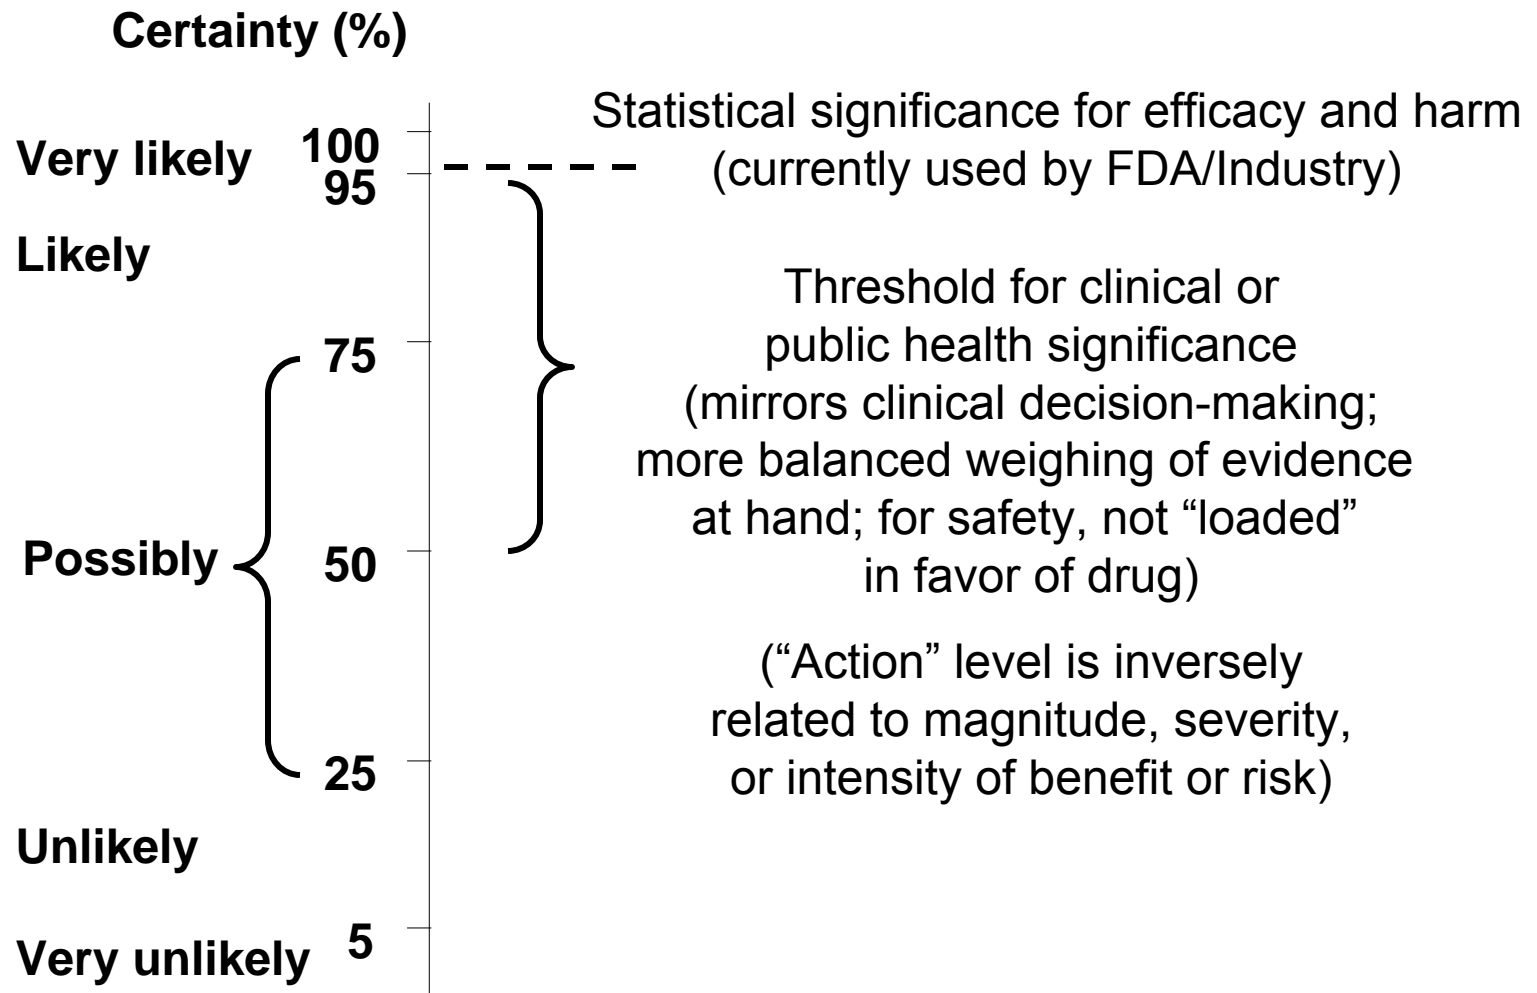 Certainty (%)
Statistical significance for efficacy and harm
(currently used by FDA/Industry)
Very likely
100
95
Likely
Threshold for clinical or
public health significance
(mirrors clinical decision-making;
more balanced weighing of evidence
at hand; for safety, not “loaded”
in favor of drug)
75
Possibly
50
(“Action” level is inversely
related to magnitude, severity,
or intensity of benefit or risk)
25
Unlikely
Very unlikely
5